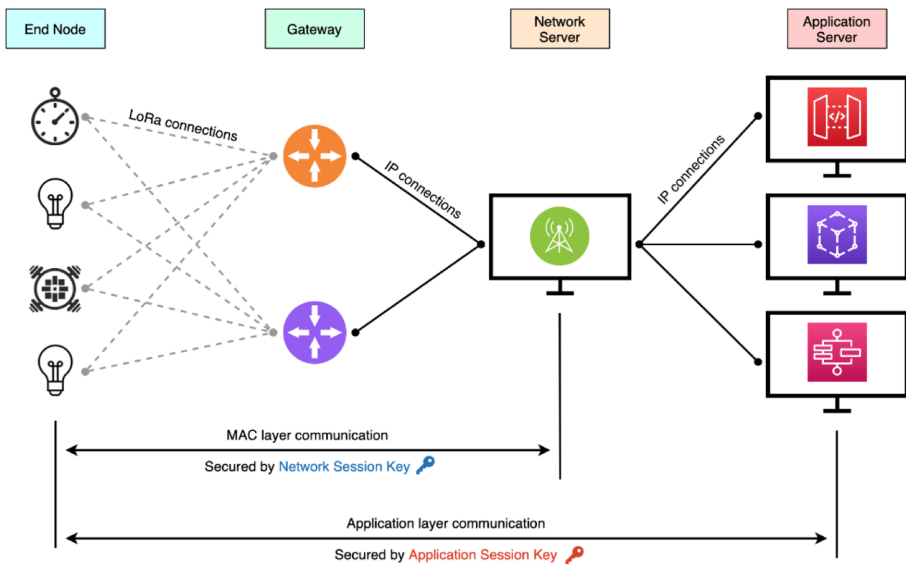 End Node
Gateway
Network
Server
Application
Server
LoRa connections
IP connections
IP connections
</>
MAC layer communication
Secured by Network Session Key
Application layer communication
Secured by Application Session Key